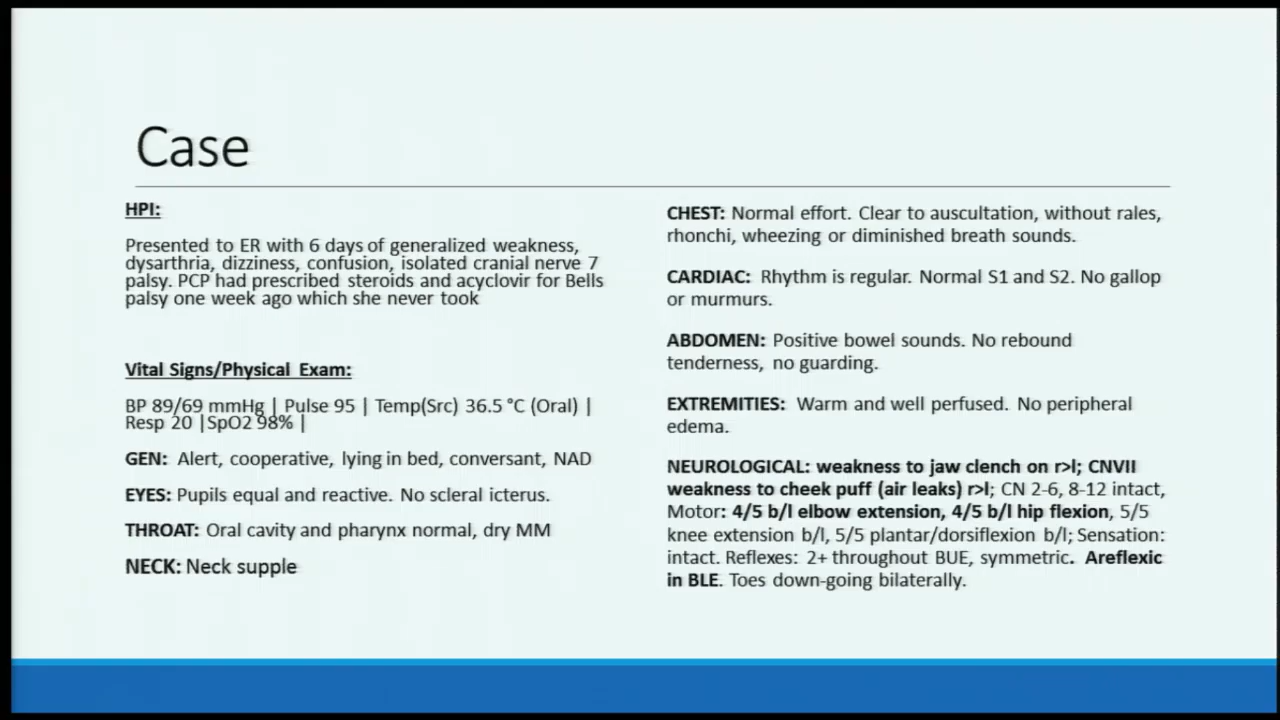 Case
HPI:
Presented to ER with 6 days of generalized weakness,
dysarthria, dizziness, confusion, isolated cranial nerve 7
palsy. PCP had prescribed steroids and acyclovir for Bells
palsy one week ago which she never took
Vital Signs/Physical Exam:
BP 89/69 mmHg | Pulse 95 | Temp(Src) 36.5 °C (Oral) |
Resp 20 |SpO2 98% |
GEN: Alert, cooperative, lying in bed, conversant, NAD
EYES: Pupils equal and reactive. No scleral icterus.
THROAT: Oral cavity and pharynx normal, dry MM
NECK: Neck supple
CHEST: Normal effort. Clear to auscultation, without rales,
rhonchi, wheezing or diminished breath sounds.
CARDIAC: Rhythm is regular. Normal S1 and S2. No gallop
or murmurs.
ABDOMEN: Positive bowel sounds. No rebound
tenderness, no guarding.
EXTREMITIES: Warm and well perfused. No peripheral
edema.
NEUROLOGICAL: weakness to jaw clench on r>l; CNVII
weakness to cheek puff (air leaks) r>l; CN 2-6, 8-12 intact,
Motor: 4/5 b/l elbow extension, 4/5 b/l hip flexion, 5/5
knee extension b/l, 5/5 plantar/dorsiflexion b/l; Sensation:
intact. Reflexes: 2+ throughout BUE, symmetric. Areflexic
in BLE. Toes down-going bilaterally.